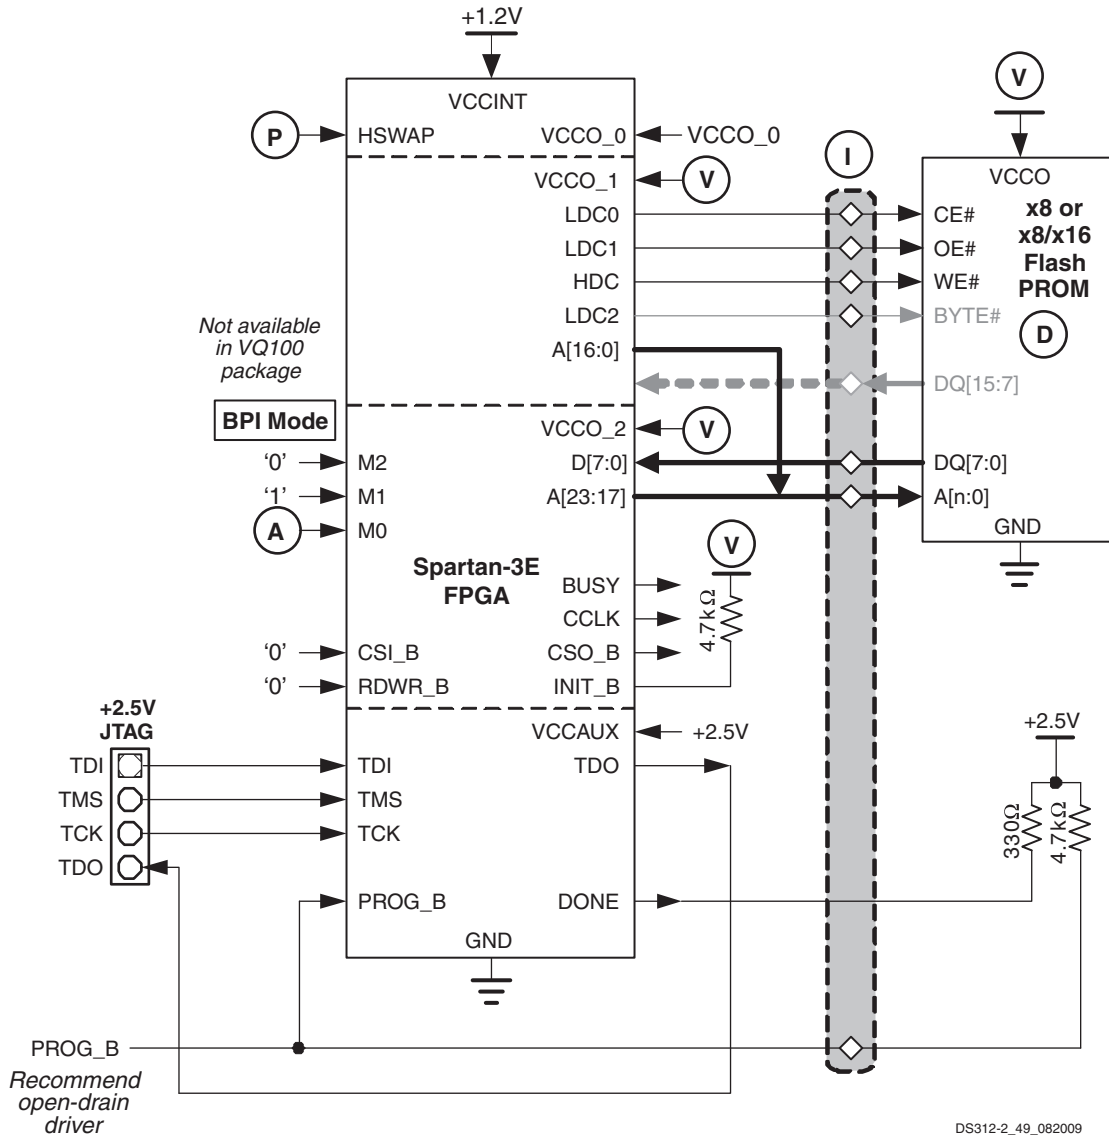 +1.2V
VCCINT
P
HSWAP
VCCO_0
VCCO_0
V
VCCO_1
V
I
VCCO
LDC0
CE#
x8 or
x8/x16
Flash
PROM
LDC1
OE#
HDC
WE#
LDC2
BYTE#
D
Not available
in VQ100
package
A[16:0]
DQ[15:7]
BPI Mode
VCCO_2
V
'0'
M2
D[7:0]
DQ[7:0]
'1'
M1
A[23:17]
A[n:0]
A
M0
GND
V
Spartan-3E
FPGA
BUSY
CCLK
4.7kΩ
'0'
CSI_B
CSO_B
'0'
RDWR_B
INIT_B
+2.5V
JTAG
VCCAUX
+2.5V
+2.5V
TDI
TDI
TDO
TMS
TMS
TCK
TCK
330Ω
4.7kΩ
TDO
PROG_B
DONE
GND
PROG_B
Recommend
open-drain
driver
DS312-2_49_082009